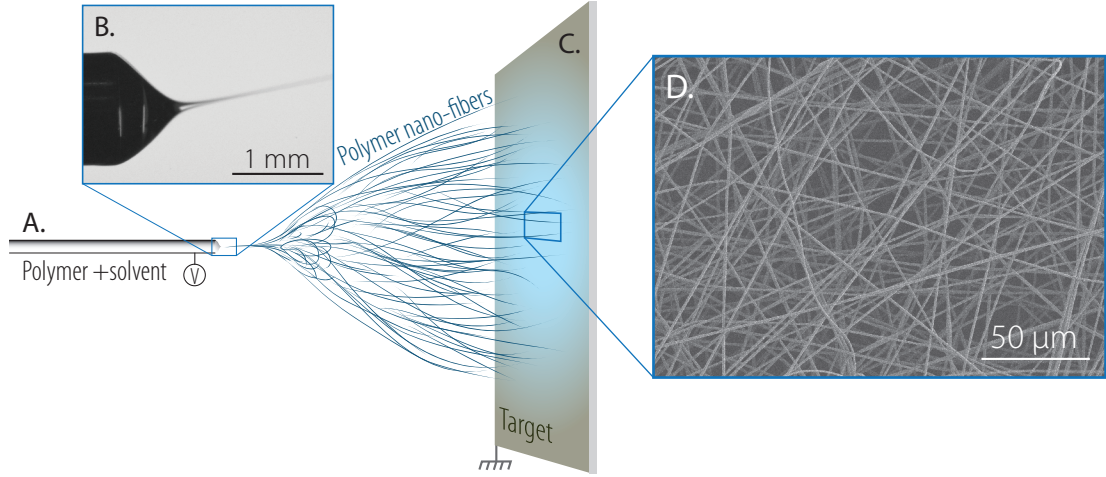 B.
1 mm
A.
Polymer +solvent
V
Polymer nano-fibers
C.
Target
D.
50 μm